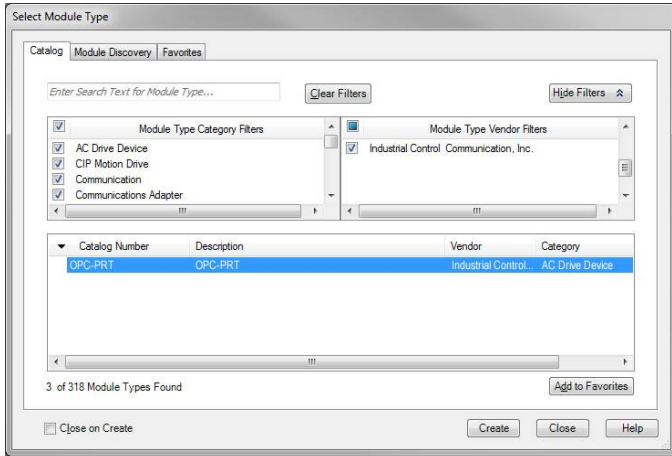 Select Module Type
Catalog Module Discovery Favorites
Enter Search Text for Module Type... Clear Filters Hide Filters
Module Type Category Filters Module Type Vendor Filters
AC Drive Device Industrial Control Communication, Inc.
CIP Motion Drive
Communication
Communications Adapter
Catalog Number Description Vendor Category
OPC-PRT OPC-PRT Industrial Control... AC Drive Device
3 of 318 Module Types Found Add to Favorites
Close on Create Create Close Help